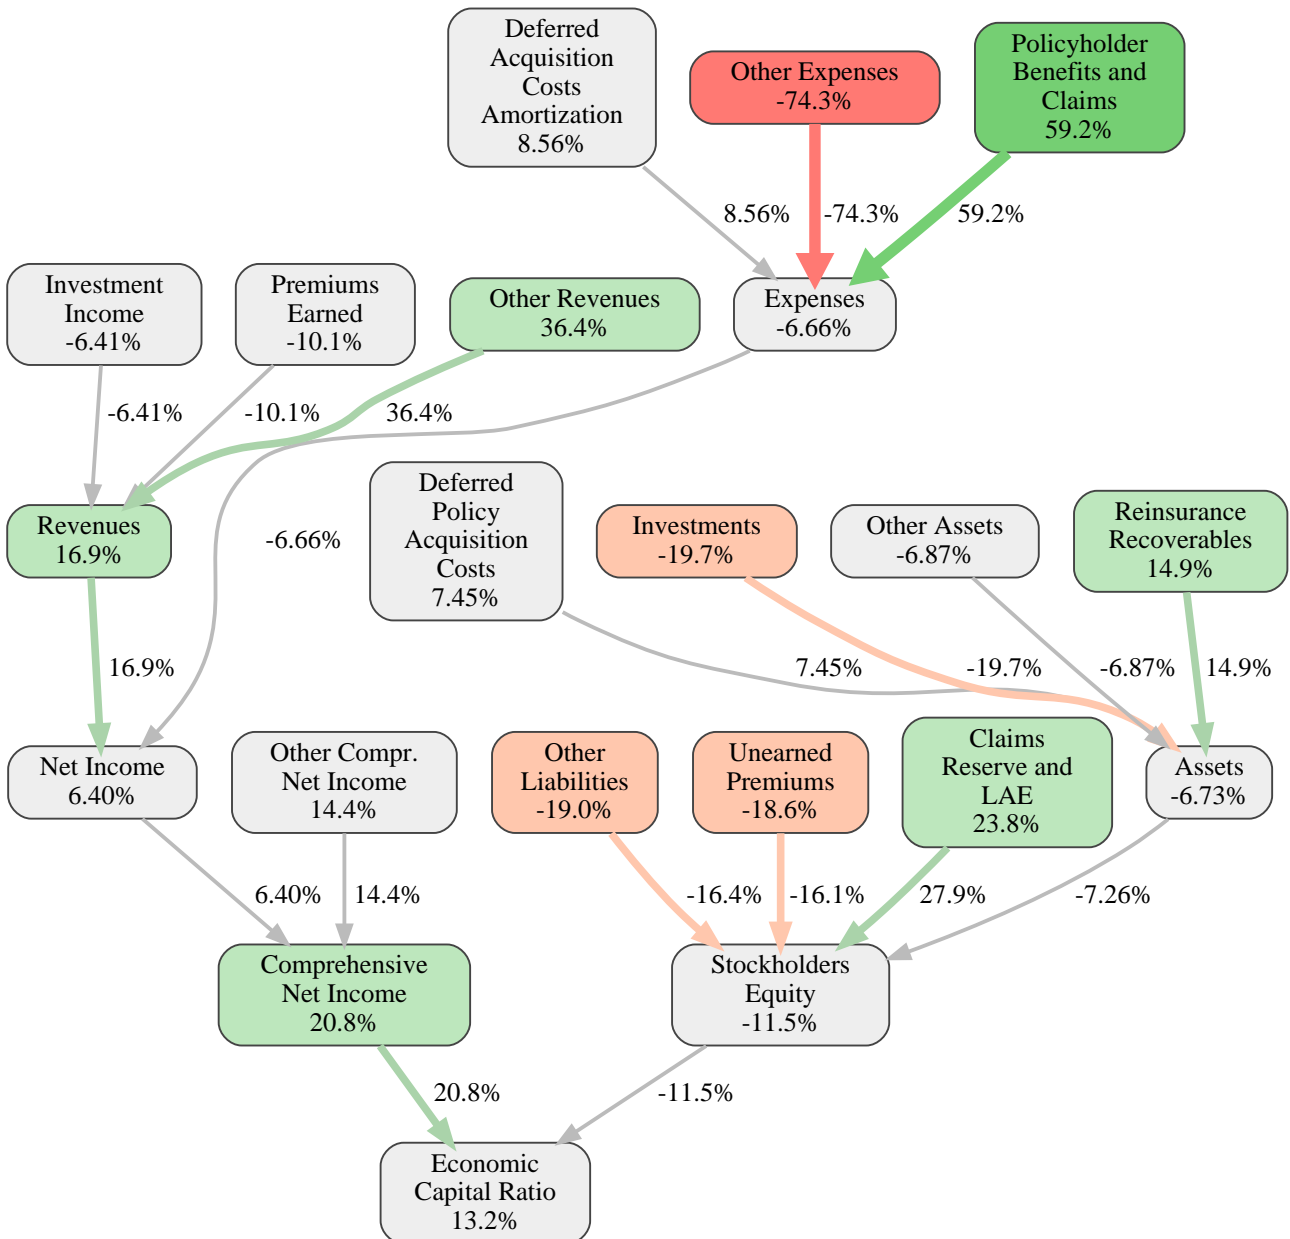 Deferred
Acquisition
Costs
Amortization
8.56%
Other Expenses
-74.3%
Policyholder
Benefits and
Claims
59.2%
8.56%
-74.3%
59.2%
Investment
Income
-6.41%
Premiums
Earned
-10.1%
Other Revenues
36.4%
Expenses
-6.66%
-6.41%
-10.1%
36.4%
-6.66%
Revenues
16.9%
Deferred
Policy
Acquisition
Costs
7.45%
Investments
-19.7%
Other Assets
-6.87%
Reinsurance
Recoverables
14.9%
16.9%
7.45%
-19.7%
-6.87%
14.9%
Net Income
6.40%
Other Compr.
Net Income
14.4%
Other
Liabilities
-19.0%
Unearned
Premiums
-18.6%
Claims
Reserve and
LAE
23.8%
Assets
-6.73%
6.40%
14.4%
-16.4%
-16.1%
27.9%
-7.26%
Comprehensive
Net Income
20.8%
Stockholders
Equity
-11.5%
20.8%
-11.5%
Economic
Capital Ratio
13.2%